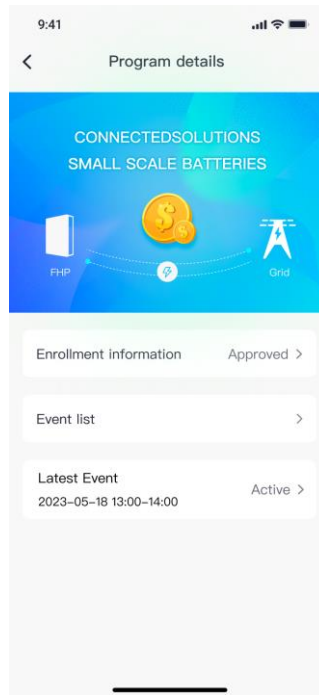 9:41
Program details
CONNECTEDSOLUTIONS
SMALL SCALE BATTERIES
FHP
Grid
Enrollment information Approved >
Event list >
Latest Event
2023-05-18 13:00-14:00
Active >